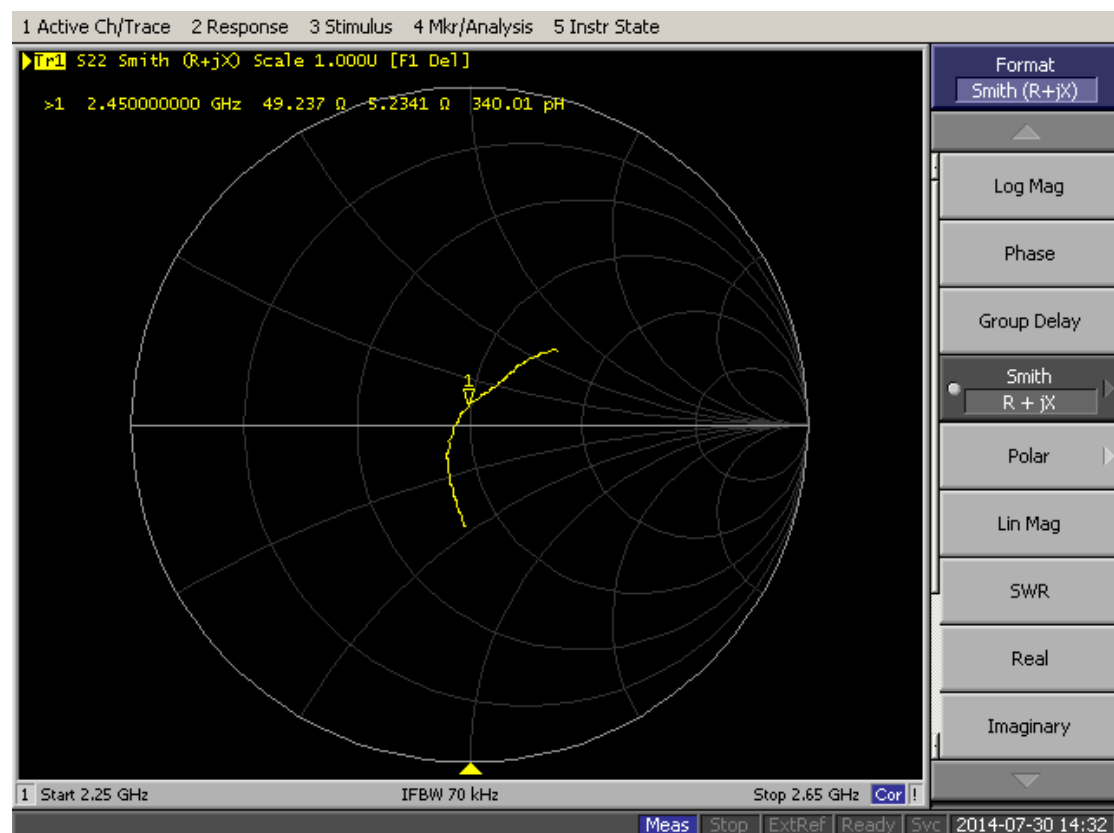 1 Active Ch/Trace 2 Response 3 Stimulus 4 Mkr/Analysis 5 Instr State
Tr1 S22 Smith (R+jX) Scale 1.000U [F1 Del]
>1 2.450000000 GHz 49.237 Ω 5.2341 Ω 340.01 pH
1
Format
Smith (R+jX)
Log Mag
Phase
Group Delay
Smith
R + jX
Polar
Lin Mag
SWR
Real
Imaginary
1 Start 2.25 GHz IFBW 70 kHz Stop 2.65 GHz Cor !
Meas Stop ExtRef Ready Svc 2014-07-30 14:32